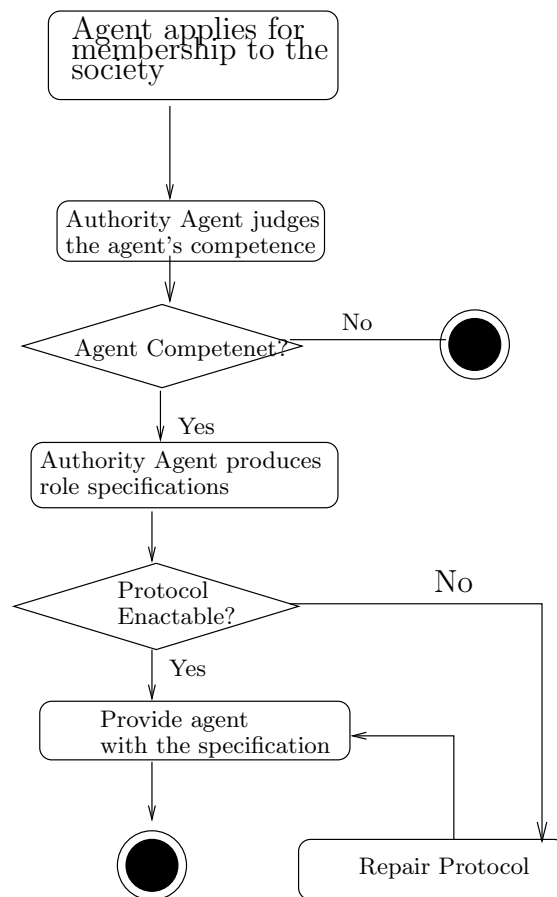 Agent applies for
membership to the
society
Authority Agent judges
the agent's competence
Agent Competenet?
No
Yes
Authority Agent produces
role specifications
Protocol
Enactable?
No
Yes
Provide agent
with the specification
Repair Protocol